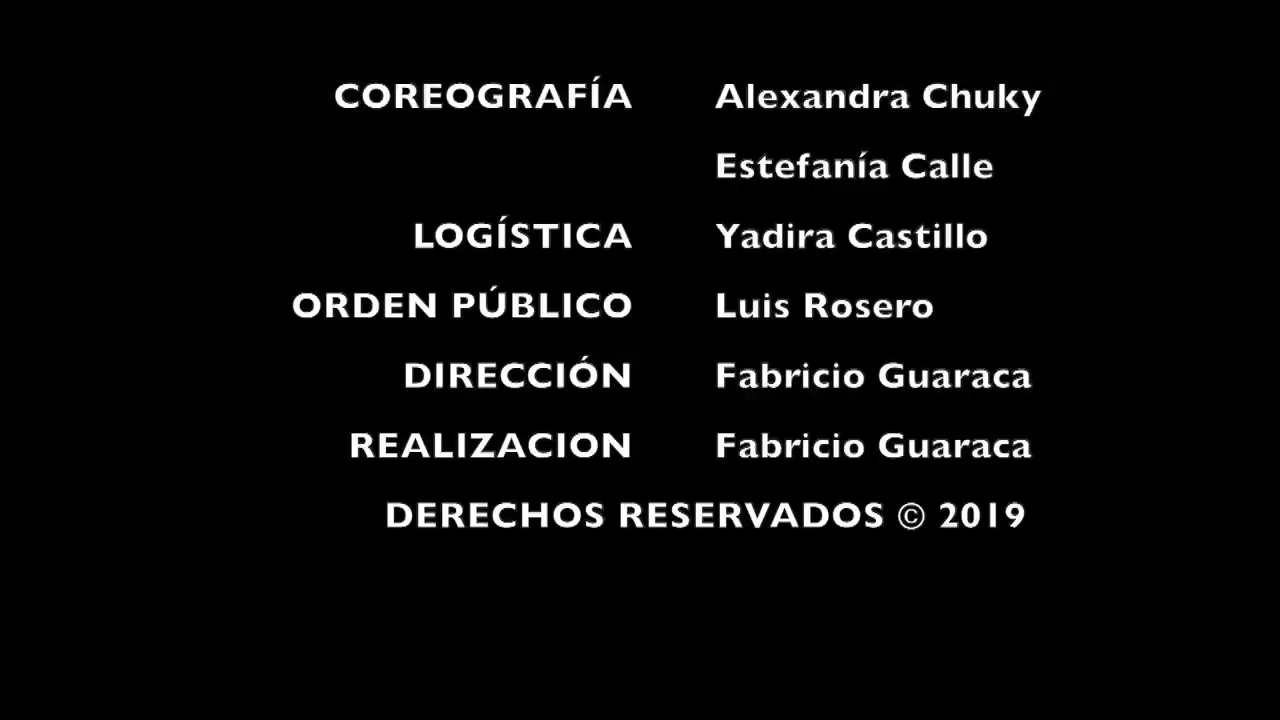 COREOGRAFÍA Alexandra Chuky
Estefanía Calle
LOGÍSTICA Yadira Castillo
ORDEN PÚBLICO Luis Rosero
DIRECCIÓN Fabricio Guaraca
REALIZACION Fabricio Guaraca
DERECHOS RESERVADOS © 2019